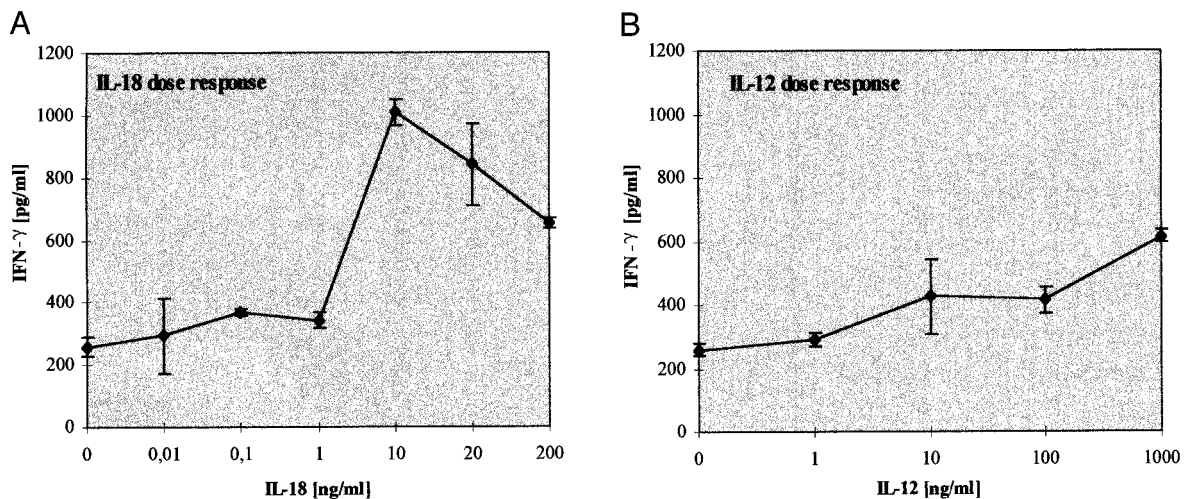 A
IL-18 dose response
IFN-γ [pg/ml]
1200
1000
800
600
400
200
0
0 0,01 0,1 1 10 20 200
IL-18 [ng/ml]
B
IL-12 dose response
IFN-γ [pg/ml]
1200
1000
800
600
400
200
0
0 1 10 100 1000
IL-12 [ng/ml]